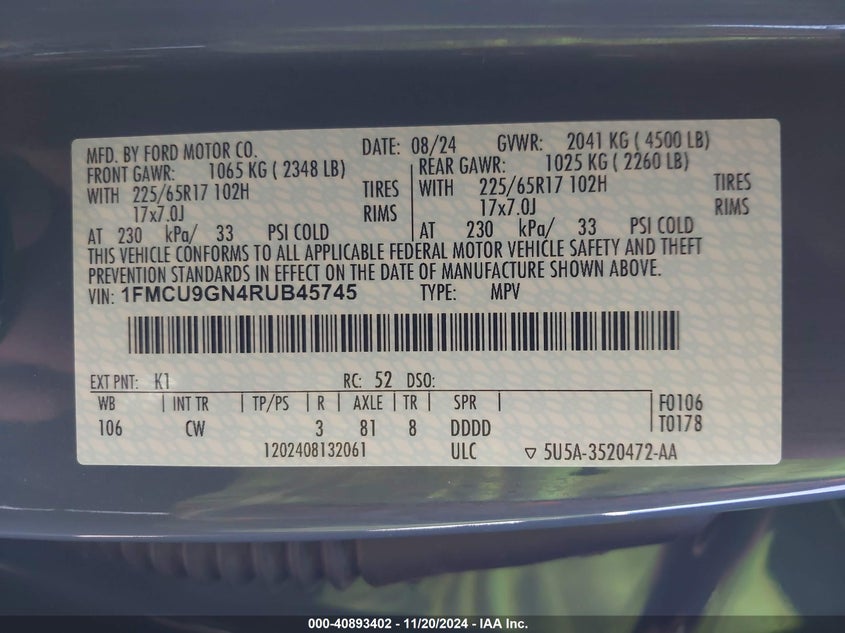 MFD. BY FORD MOTOR CO. DATE: 08/24 GVWR: 2041 KG ( 4500 LB)
FRONT GAWR: 1065 KG ( 2348 LB) REAR GAWR: 1025 KG ( 2260 LB)
WITH 225/65R17 102H TIRES WITH 225/65R17 102H TIRES
17x7.0J RIMS 17x7.0J RIMS
AT 230 kPa/ 33 PSI COLD AT 230 kPa/ 33 PSI COLD
THIS VEHICLE CONFORMS TO ALL APPLICABLE FEDERAL MOTOR VEHICLE SAFETY AND THEFT
PREVENTION STANDARDS IN EFFECT ON THE DATE OF MANUFACTURE SHOWN ABOVE.
VIN: 1FMCU9GN4RUB45745 TYPE: MPV
EXT PNT: K1 RC: 52 DSO:
WB | INT TR | TP/PS | R | AXLE | TR | SPR | F0106
106 CW 3 81 8 DDDD T0178
1202408132061 ULC ▽ 5U5A-3520472-AA
000-40893402 - 11/20/2024 - IAA Inc.